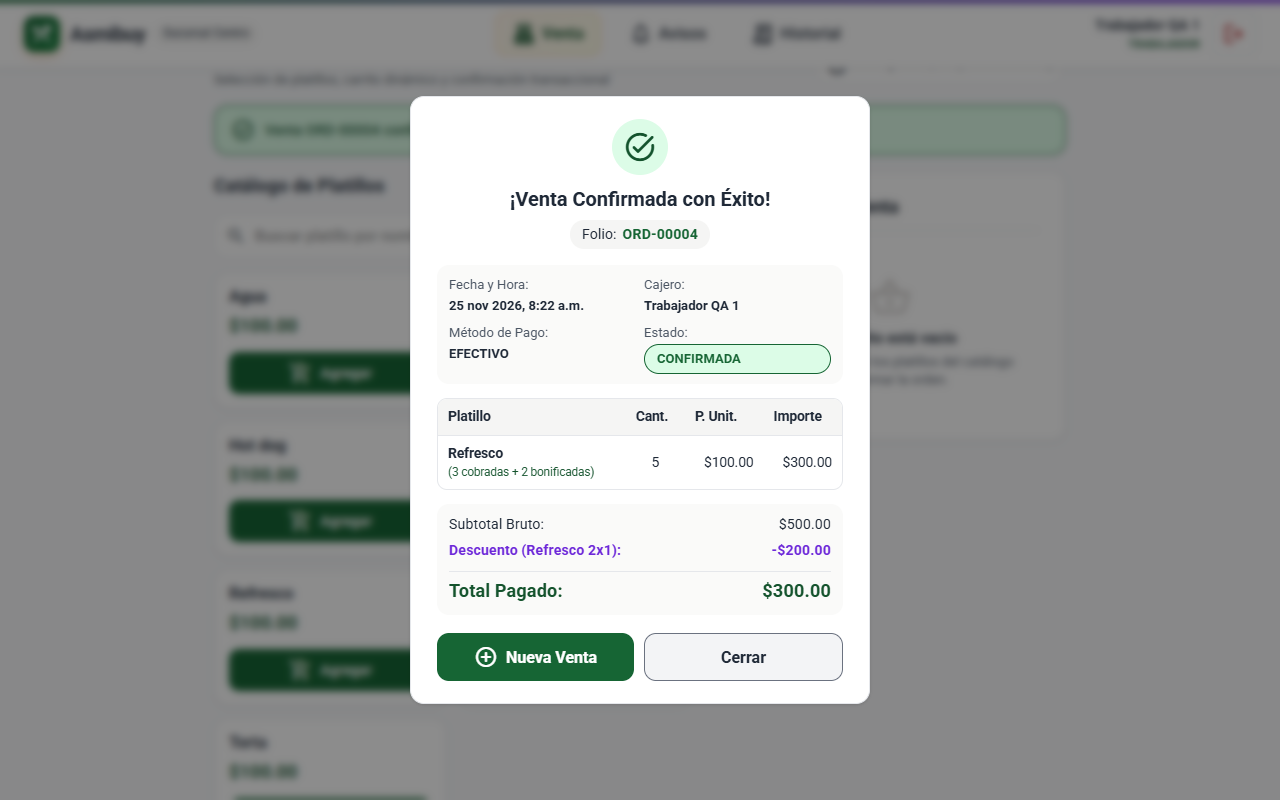 Venta
Avisos
Historial
Trabajador QA 1
Catálogo de Platillos
¡Venta Confirmada con Éxito!
Folio: ORD-00004
Fecha y Hora:
Cajero:
25 nov 2026, 8:22 a.m.
Trabajador QA 1
Método de Pago:
Estado:
EFECTIVO
CONFIRMADA
Platillo Cant. P. Unit. Importe
Refresco
(3 cobradas + 2 bonificadas)
5 $100.00 $300.00
Subtotal Bruto: $500.00
Descuento (Refresco 2x1): -$200.00
Total Pagado: $300.00
Nueva Venta
Cerrar
Agua
$100.00
Agregar
Hot dog
$100.00
Agregar
Refresco
$100.00
Agregar
Torta
$100.00